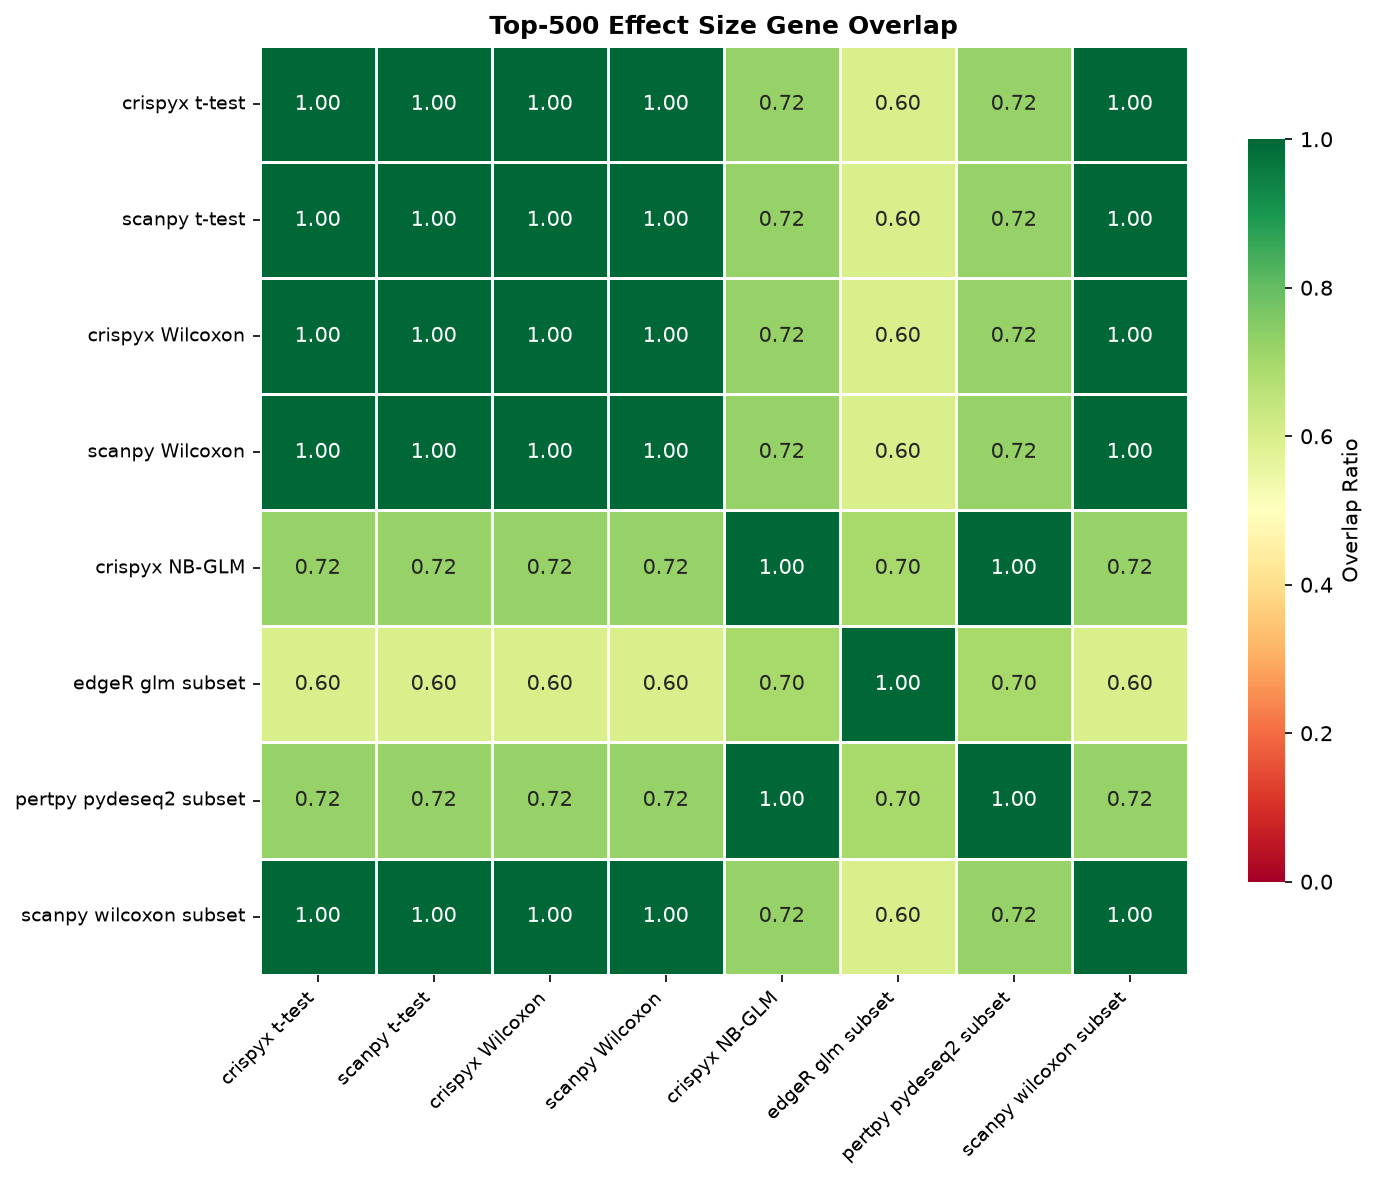 Top-500 Effect Size Gene Overlap
crispyx t-test 1.00 1.00 1.00 1.00 0.72 0.60 0.72 1.00
scanpy t-test 1.00 1.00 1.00 1.00 0.72 0.60 0.72 1.00
crispyx Wilcoxon 1.00 1.00 1.00 1.00 0.72 0.60 0.72 1.00
scanpy Wilcoxon 1.00 1.00 1.00 1.00 0.72 0.60 0.72 1.00
crispyx NB-GLM 0.72 0.72 0.72 0.72 1.00 0.70 1.00 0.72
edgeR glm subset 0.60 0.60 0.60 0.60 0.70 1.00 0.70 0.60
pertpy pydeseq2 subset 0.72 0.72 0.72 0.72 1.00 0.70 1.00 0.72
scanpy wilcoxon subset 1.00 1.00 1.00 1.00 0.72 0.60 0.72 1.00
crispyx t-test
scanpy t-test
crispyx Wilcoxon
scanpy Wilcoxon
crispyx NB-GLM
edgeR glm subset
pertpy pydeseq2 subset
scanpy wilcoxon subset
1.0
0.8
0.6
0.4
0.2
0.0
Overlap Ratio